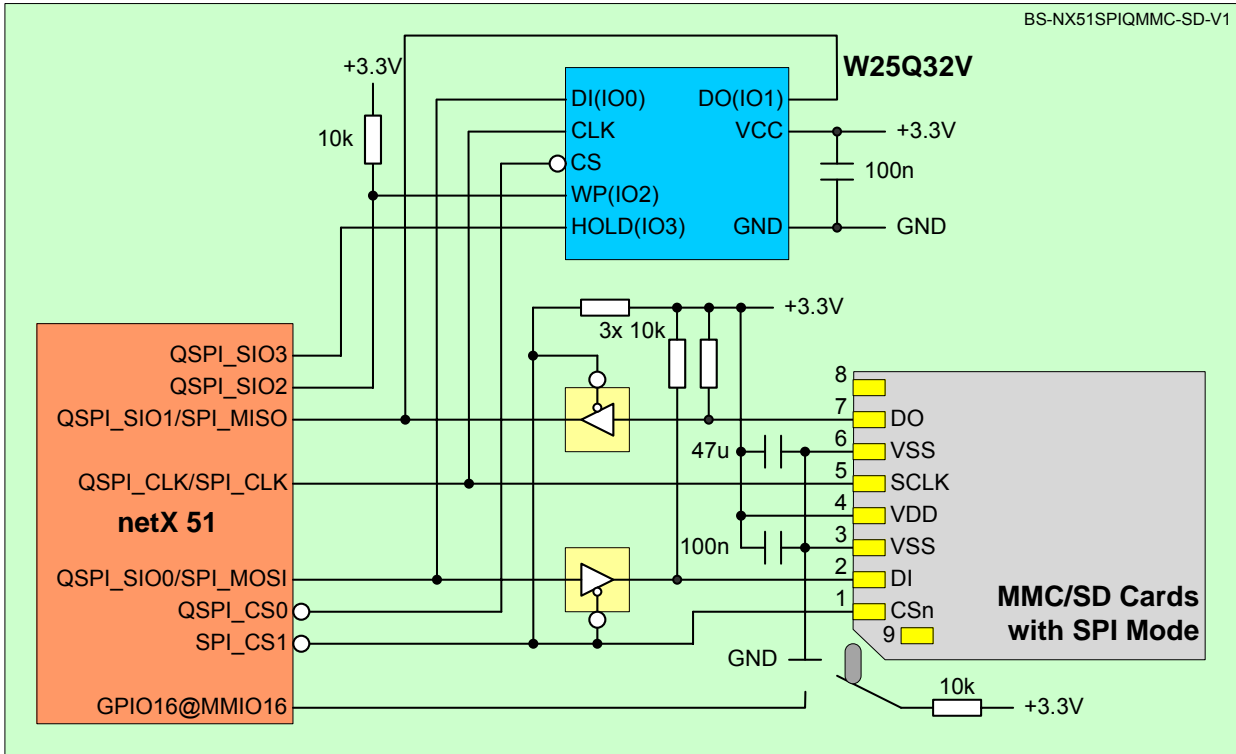 BS-NX51SPIQMMC-SD-V1
+3.3V
W25Q32V
DI(IO0)
DO(IO1)
10k
CLK
VCC
+3.3V
CS
100n
WP(IO2)
HOLD(IO3)
GND
GND
+3.3V
3x 10k
QSPI_SIO3
QSPI_SIO2
QSPI_SIO1/SPI_MISO
QSPI_CLK/SPI_CLK
netX 51
QSPI_SIO0/SPI_MOSI
QSPI_CS0
SPI_CS1
GPIO16@MMIO16
47u
100n
8
7 DO
6 VSS
5 SCLK
4 VDD
3 VSS
2 DI
1 CSn
9
MMC/SD Cards
with SPI Mode
GND
10k
+3.3V